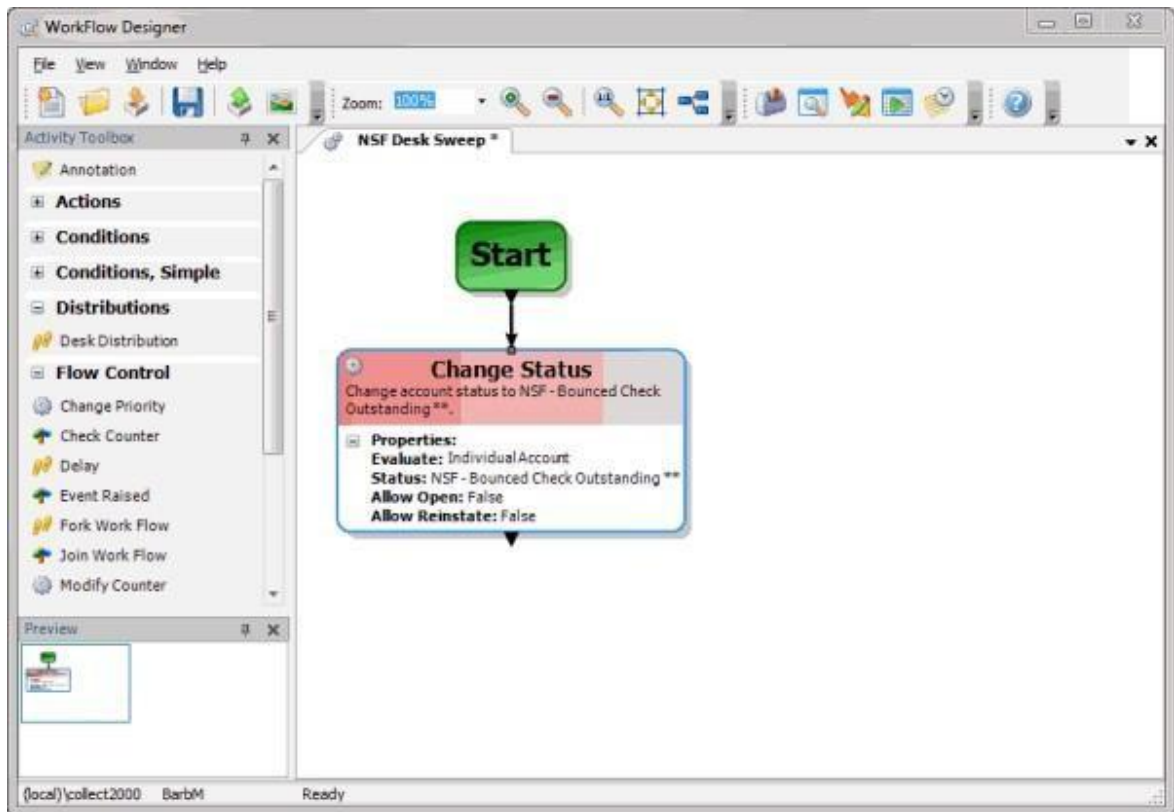 WorkFlow Designer
File View Window Help
Zoom: 100%
Activity Toolbox
NSF Desk Sweep *
Annotation
Actions
Conditions
Conditions, Simple
Distributions
Desk Distribution
Flow Control
Change Priority
Check Counter
Delay
Event Raised
Fork Work Flow
Join Work Flow
Modify Counter
Start
Change Status
Change account status to NSF - Bounced Check
Outstanding **.
Properties:
Evaluate: Individual Account
Status: NSF - Bounced Check Outstanding **
Allow Open: False
Allow Reinstate: False
Preview
(local)\collect2000 BarbM Ready